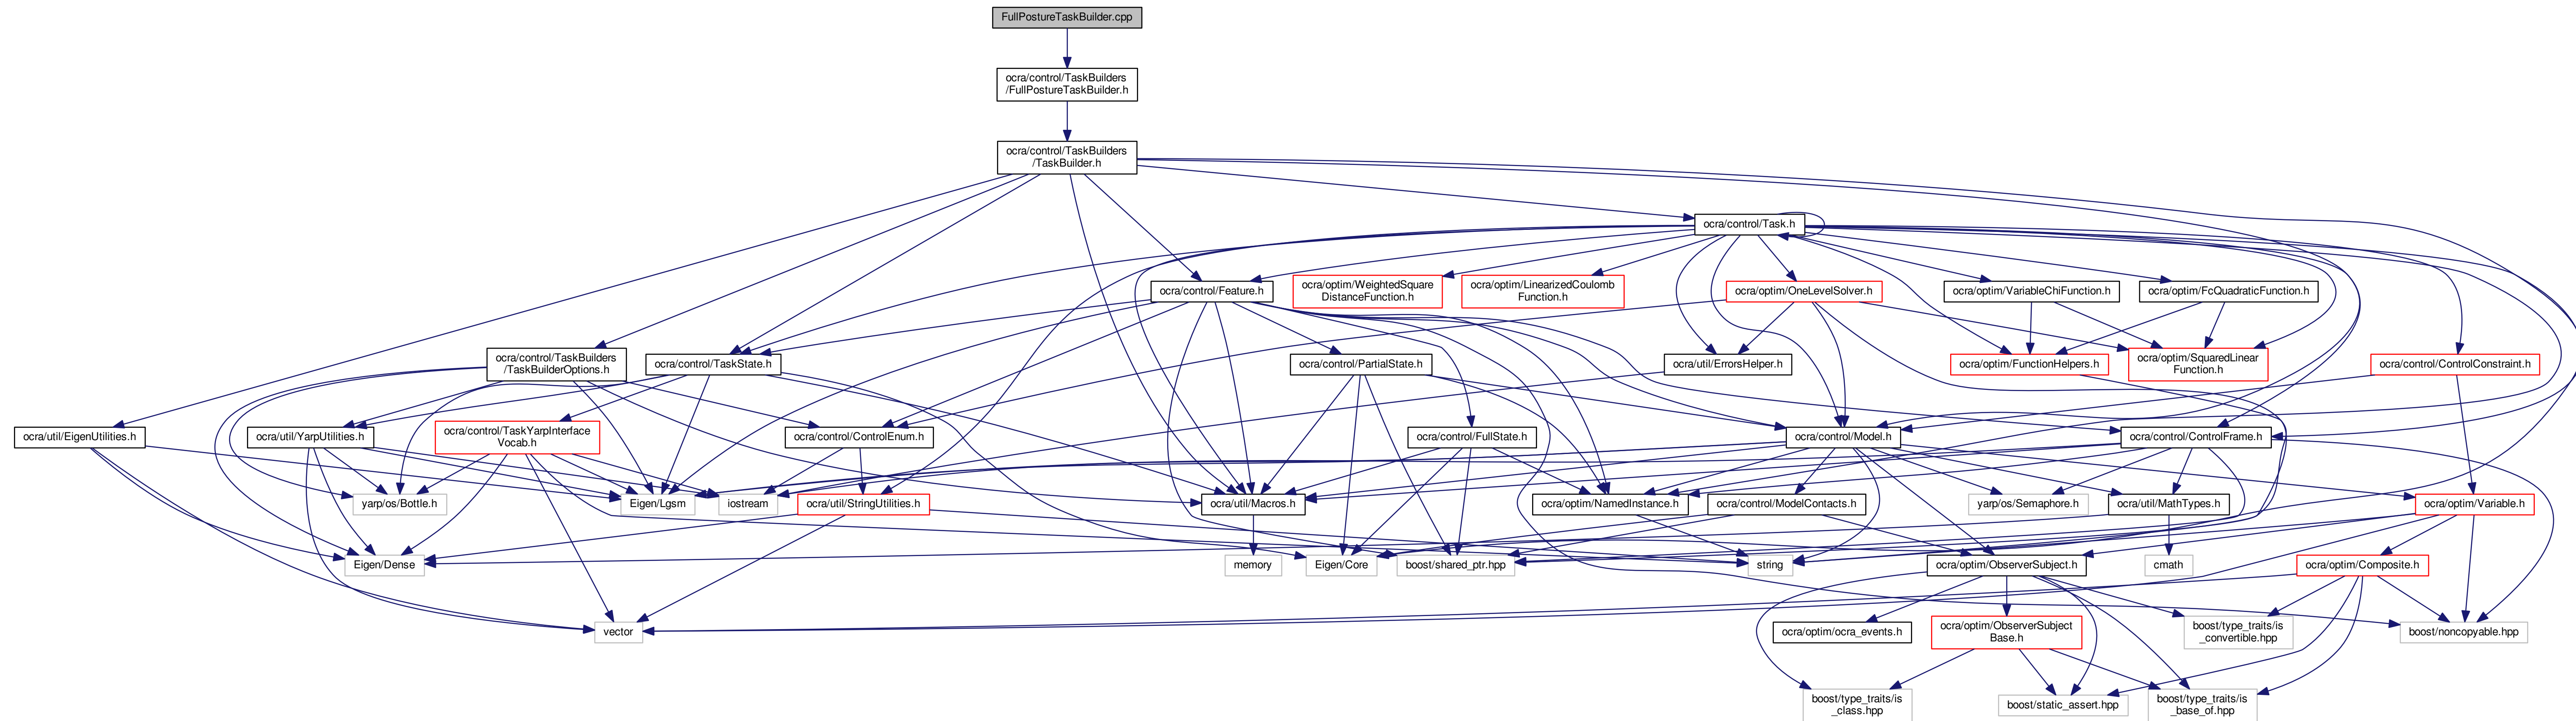 FullPostureTaskBuilder.cpp
ocra/control/TaskBuilders
/FullPostureTaskBuilder.h
ocra/control/TaskBuilders
/TaskBuilder.h
ocra/control/Task.h
ocra/control/Feature.h
ocra/optim/WeightedSquare
DistanceFunction.h
ocra/optim/LinearizedCoulomb
Function.h
ocra/optim/OneLevelSolver.h
ocra/optim/VariableChiFunction.h
ocra/optim/FcQuadraticFunction.h
ocra/control/TaskBuilders
/TaskBuilderOptions.h
ocra/control/TaskState.h
ocra/control/PartialState.h
ocra/util/ErrorsHelper.h
ocra/optim/FunctionHelpers.h
ocra/optim/SquaredLinear
Function.h
ocra/control/ControlConstraint.h
ocra/util/EigenUtilities.h
ocra/util/YarpUtilities.h
ocra/control/TaskYarpInterface
Vocab.h
ocra/control/ControlEnum.h
ocra/control/FullState.h
ocra/control/Model.h
ocra/control/ControlFrame.h
yarp/os/Bottle.h
Eigen/Lgsm
iostream
ocra/util/StringUtilities.h
ocra/util/Macros.h
ocra/optim/NamedInstance.h
ocra/control/ModelContacts.h
yarp/os/Semaphore.h
ocra/util/MathTypes.h
ocra/optim/Variable.h
Eigen/Dense
memory
Eigen/Core
boost/shared_ptr.hpp
string
ocra/optim/ObserverSubject.h
cmath
ocra/optim/Composite.h
vector
ocra/optim/ocra_events.h
ocra/optim/ObserverSubject
Base.h
boost/type_traits/is
_convertible.hpp
boost/noncopyable.hpp
boost/type_traits/is
_class.hpp
boost/static_assert.hpp
boost/type_traits/is
_base_of.hpp